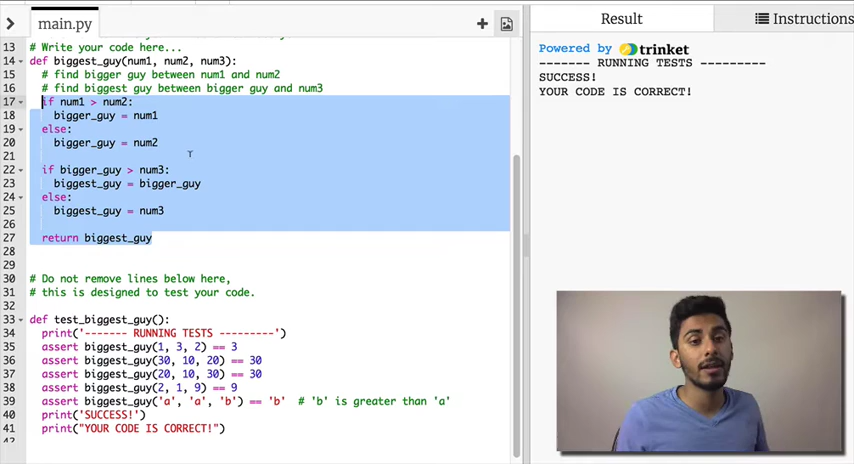 main.py
Result
Instructions
13 # Write your code here...
14 def biggest_guy(num1, num2, num3):
15 # find bigger guy between num1 and num2
16 # find biggest guy between bigger guy and num3
17 if num1 > num2:
18 bigger_guy = num1
19 else:
20 bigger_guy = num2
21
22 if bigger_guy > num3:
23 biggest_guy = bigger_guy
24 else:
25 biggest_guy = num3
26
27 return biggest_guy
28
29
30 # Do not remove lines below here,
31 # this is designed to test your code.
32
33 def test_biggest_guy():
34 print('------- RUNNING TESTS ---------')
35 assert biggest_guy(1, 3, 2) == 3
36 assert biggest_guy(30, 10, 20) == 30
37 assert biggest_guy(20, 10, 30) == 30
38 assert biggest_guy(2, 1, 9) == 9
39 assert biggest_guy('a', 'a', 'b') == 'b' # 'b' is greater than 'a'
40 print('SUCCESS!')
41 print("YOUR CODE IS CORRECT!")
42
Powered by trinket
------- RUNNING TESTS ---------
SUCCESS!
YOUR CODE IS CORRECT!